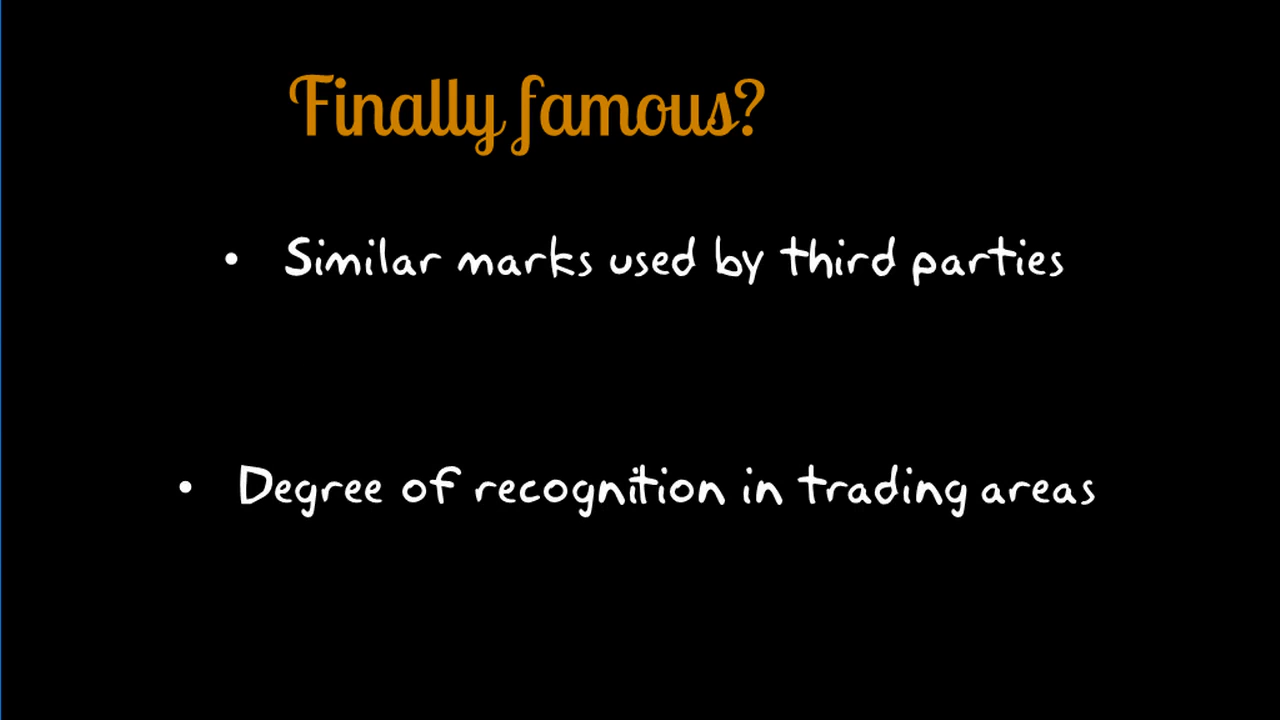 Finally famous?
• Similar marks used by third parties
• Degree of recognition in trading areas